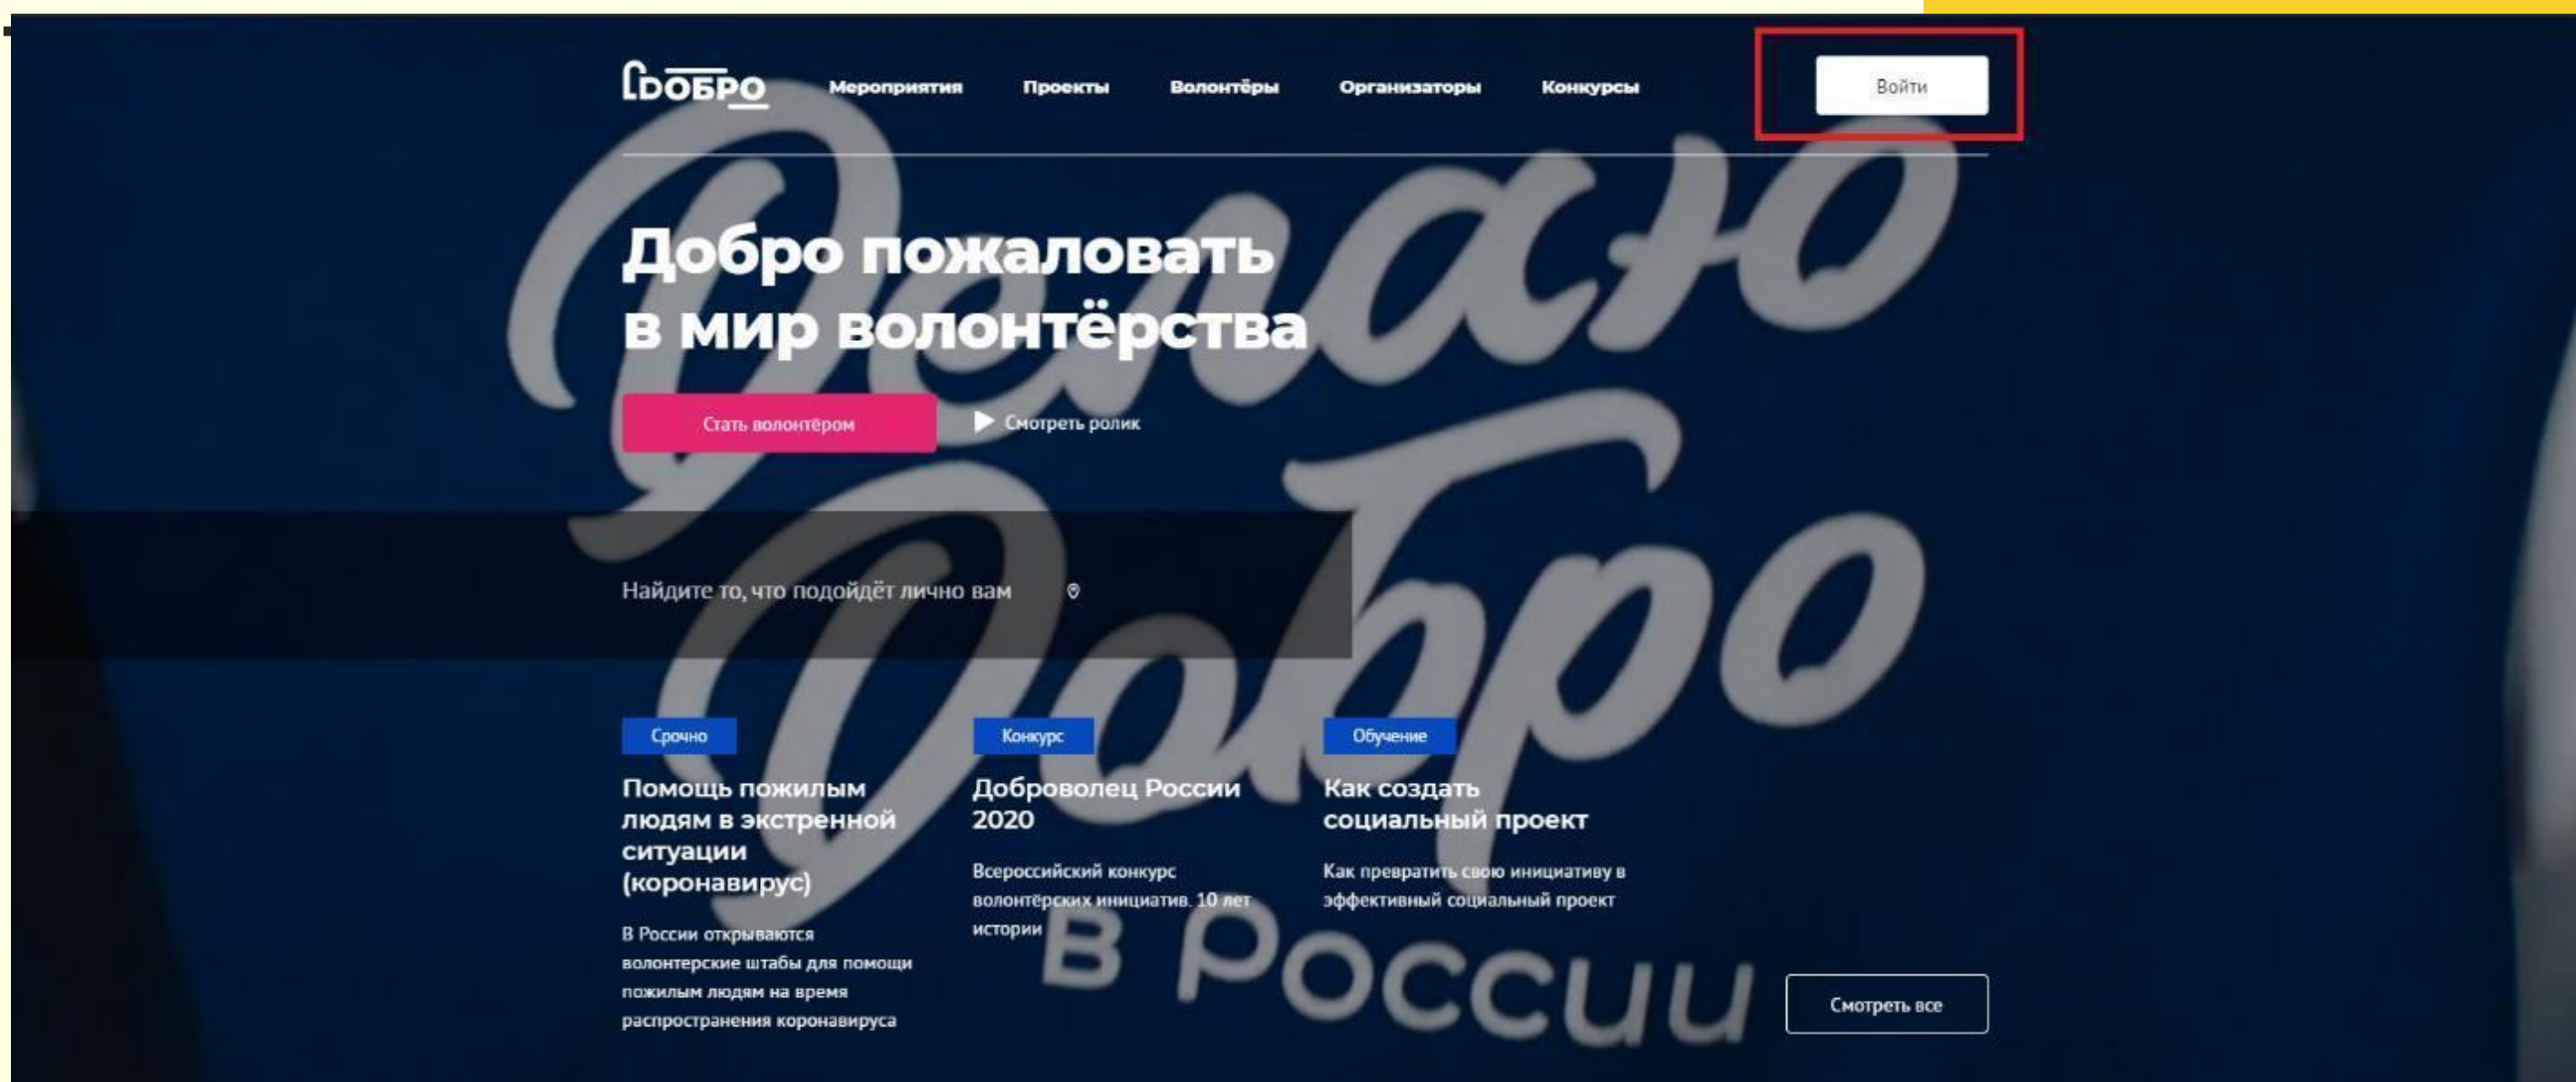 ДОБРО
Мероприятия
Проекты
Волонтёры
Организаторы
Конкурсы
Войти
Добро пожаловать
в мир волонтёрства
Стать волонтёром
Смотреть ролик
Найдите то, что подойдёт лично вам
Срочно
Помощь пожилым
людям в экстренной
ситуации
(коронавирус)
В России открываются
волонтерские штабы для помощи
пожилым людям на время
распространения коронавируса
Конкурс
Доброволец России
2020
Всероссийский конкурс
волонтёрских инициатив. 10 лет
истории
Обучение
Как создать
социальный проект
Как превратить свою инициативу в
эффективный социальный проект
Смотреть все
Делаю
Добро
в России